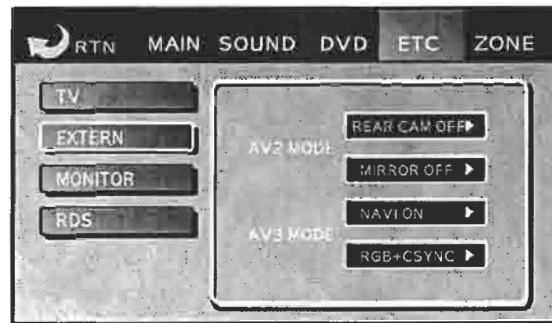 RTN MAIN SOUND DVD ETC ZONE
TV
EXTERN
MONITOR
RDS
AV2 MODE
REAR CAM OFF
MIRROR OFF
AV3 MODE
NAVI ON
RGB+CSYNC